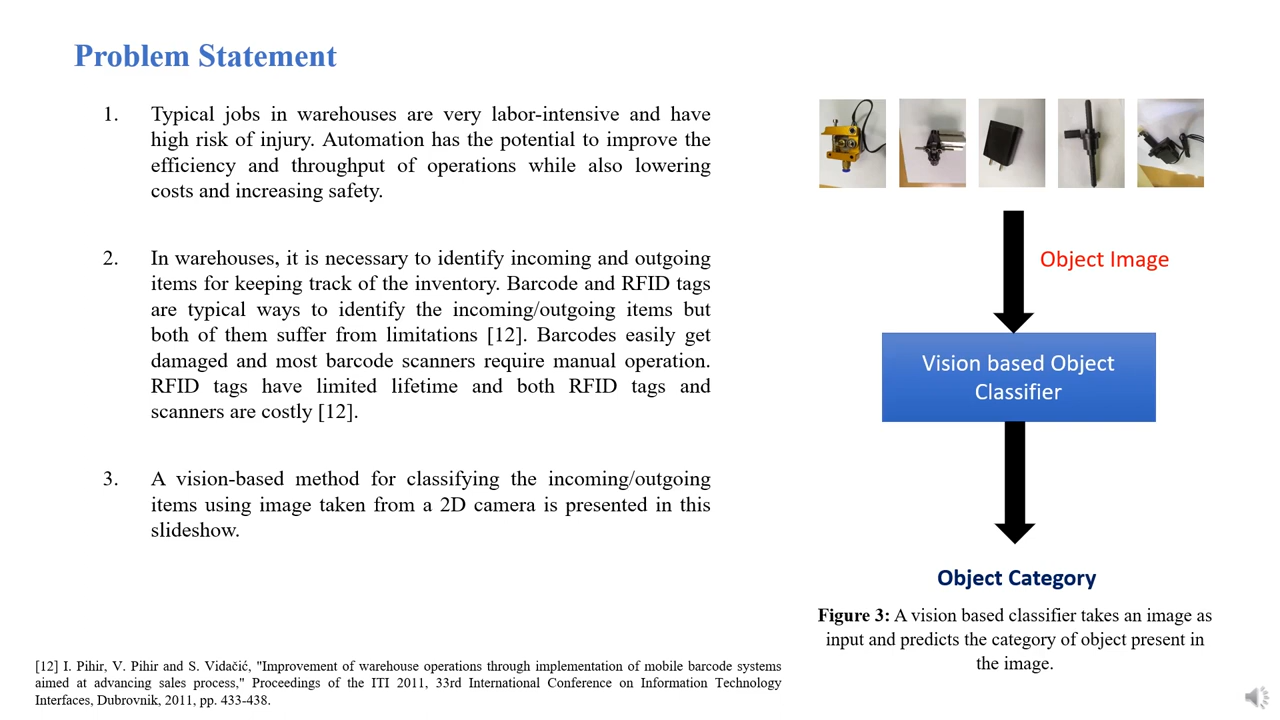 Problem Statement
1. Typical jobs in warehouses are very labor-intensive and have
high risk of injury. Automation has the potential to improve the
efficiency and throughput of operations while also lowering
costs and increasing safety.
2. In warehouses, it is necessary to identify incoming and outgoing
items for keeping track of the inventory. Barcode and RFID tags
are typical ways to identify the incoming/outgoing items but
both of them suffer from limitations [12]. Barcodes easily get
damaged and most barcode scanners require manual operation.
RFID tags have limited lifetime and both RFID tags and
scanners are costly [12].
3. A vision-based method for classifying the incoming/outgoing
items using image taken from a 2D camera is presented in this
slideshow.
[12] I. Pihir, V. Pihir and S. Vidačić, "Improvement of warehouse operations through implementation of mobile barcode systems
aimed at advancing sales process," Proceedings of the ITI 2011, 33rd International Conference on Information Technology
Interfaces, Dubrovnik, 2011, pp. 433-438.
Object Image
Vision based Object
Classifier
Object Category
Figure 3: A vision based classifier takes an image as
input and predicts the category of object present in
the image.